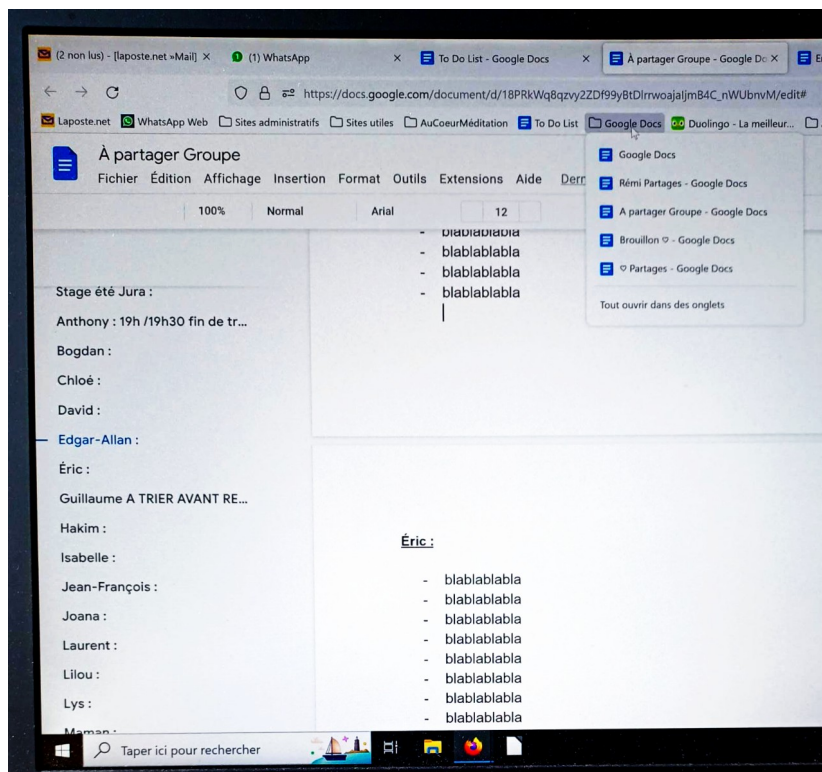 (2 non lus) - [laposte.net »Mail]
(1) WhatsApp
To Do List - Google Docs
À partager Groupe - Google Dc
https://docs.google.com/document/d/18PRkWq8qzvy2ZDf99yBtDlrrwoajaljmB4C_nWUbnvM/edit#
Laposte.net WhatsApp Web Sites administratifs Sites utiles AuCoeurMéditation To Do List Google Docs Duolingo - La meilleur...
À partager Groupe
Fichier Édition Affichage Insertion Format Outils Extensions Aide Derr
100% Normal Arial 12
Google Docs
Rémi Partages - Google Docs
A partager Groupe - Google Docs
Brouillon ♡ - Google Docs
♡ Partages - Google Docs
Tout ouvrir dans des onglets
Stage été Jura :
Anthony : 19h /19h30 fin de tr...
Bogdan :
Chloé :
David :
Edgar-Allan :
Éric :
Guillaume A TRIER AVANT RE...
Hakim :
Isabelle :
Jean-François :
Joana :
Laurent :
Lilou :
Lys :
Maman :
- blablablabla
- blablablabla
- blablablabla
- blablablabla
Éric :
- blablablabla
- blablablabla
- blablablabla
- blablablabla
- blablablabla
- blablablabla
- blablablabla
- blablablabla
Taper ici pour rechercher